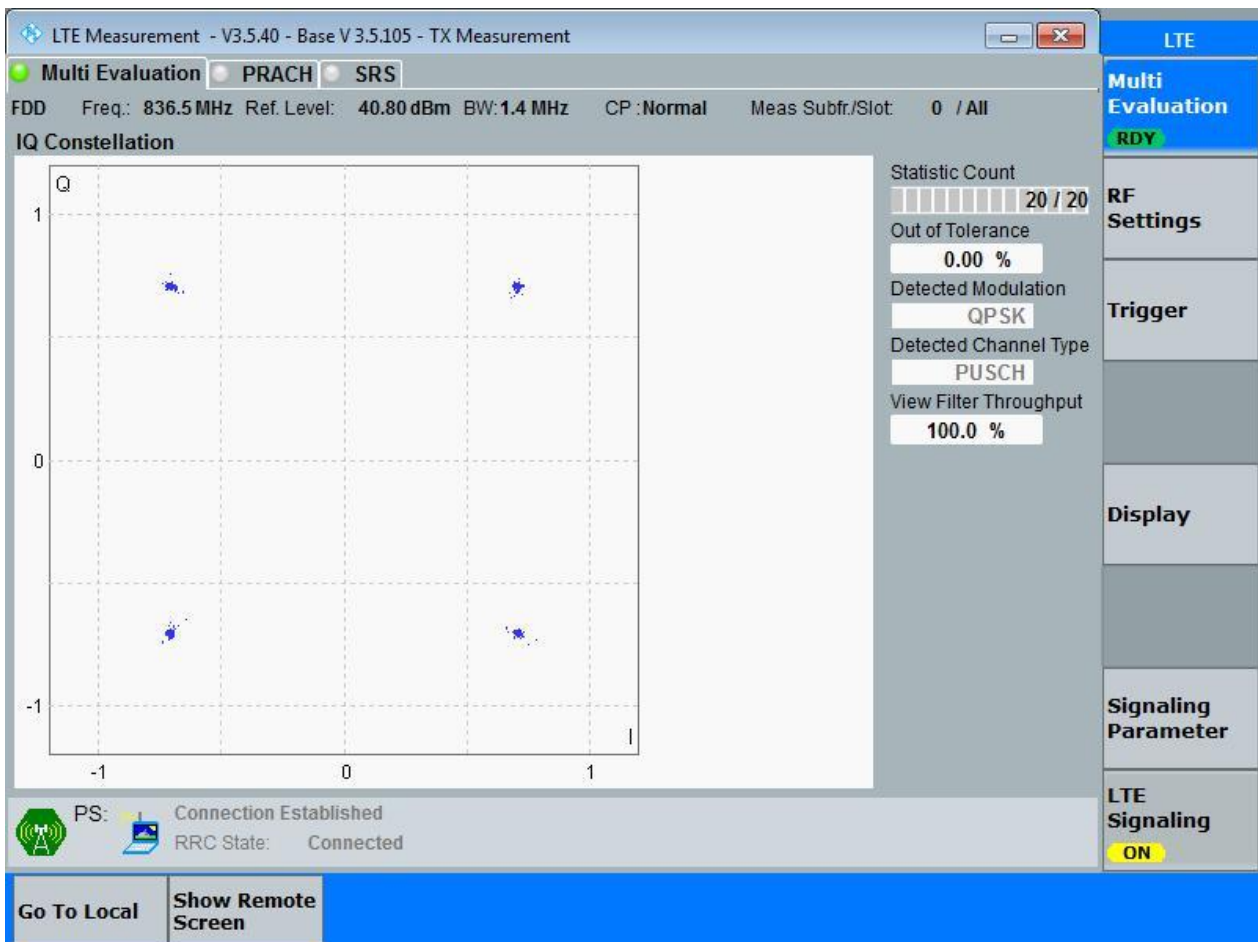 LTE Measurement - V3.5.40 - Base V 3.5.105 - TX Measurement
LTE
Multi Evaluation PRACH SRS
FDD Freq.: 836.5 MHz Ref. Level: 40.80 dBm BW: 1.4 MHz CP : Normal Meas Subfr./Slot: 0 / All
IQ Constellation
Q
1
0
-1
I
-1 0 1
Statistic Count
20 / 20
Out of Tolerance
0.00 %
Detected Modulation
QPSK
Detected Channel Type
PUSCH
View Filter Throughput
100.0 %
Multi
Evaluation
RDY
RF
Settings
Trigger
Display
Signaling
Parameter
LTE
Signaling
ON
PS: Connection Established
RRC State: Connected
Go To Local
Show Remote
Screen